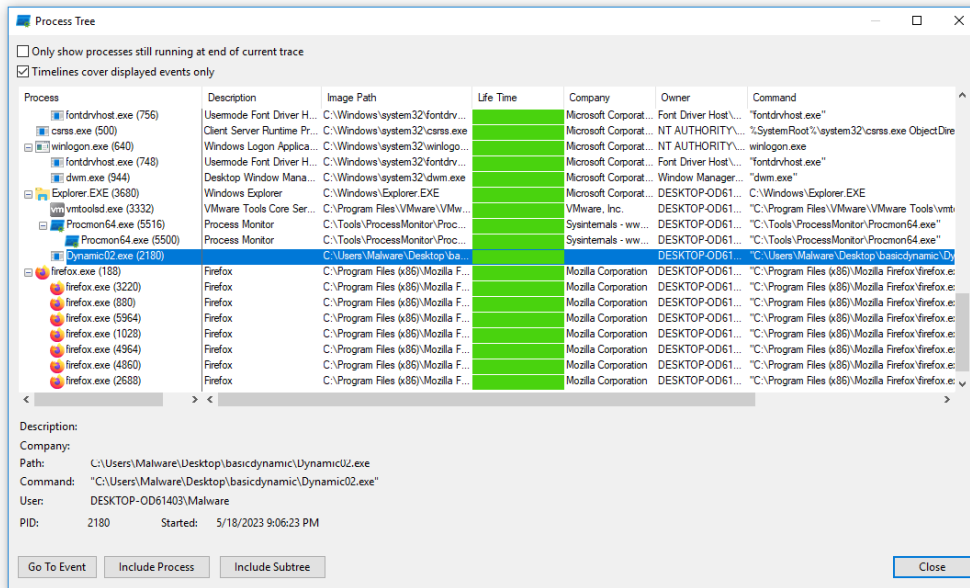 Process Tree
Only show processes still running at end of current trace
Timelines cover displayed events only
Process Description Image Path Life Time Company Owner Command
fontdrvhost.exe (756) Usermode Font Driver H... C:\Windows\system32\fontdrv... Microsoft Corporat... Font Driver Host\... "fontdrvhost.exe"
csrss.exe (500) Client Server Runtime Pr... C:\Windows\system32\csrss.exe Microsoft Corporat... NT AUTHORITY\... %SystemRoot%\system32\csrss.exe ObjectDire
winlogon.exe (640) Windows Logon Applica... C:\Windows\system32\winlogo... Microsoft Corporat... NT AUTHORITY\... winlogon.exe
fontdrvhost.exe (748) Usermode Font Driver H... C:\Windows\system32\fontdrv... Microsoft Corporat... Font Driver Host\... "fontdrvhost.exe"
dwm.exe (944) Desktop Window Mana... C:\Windows\system32\dwm.exe Microsoft Corporat... Window Manager... "dwm.exe"
Explorer.EXE (3680) Windows Explorer C:\Windows\Explorer.EXE Microsoft Corporat... DESKTOP-OD61... C:\Windows\Explorer.EXE
vm vmtoolsd.exe (3332) VMware Tools Core Ser... C:\Program Files\VMware\VMw... VMware, Inc. DESKTOP-OD61... "C:\Program Files\VMware\VMware Tools\vmt
Procmon64.exe (5516) Process Monitor C:\Tools\ProcessMonitor\Proc... Sysinternals - ww... DESKTOP-OD61... "C:\Tools\ProcessMonitor\Procmon64.exe"
Procmon64.exe (5500) Process Monitor C:\Tools\ProcessMonitor\Proc... Sysinternals - ww... DESKTOP-OD61... "C:\Tools\ProcessMonitor\Procmon64.exe"
Dynamic02.exe (2180) C:\Users\Malware\Desktop\ba... DESKTOP-OD61... "C:\Users\Malware\Desktop\basicdynamic\Dy
firefox.exe (188) Firefox C:\Program Files (x86)\Mozilla F... Mozilla Corporation DESKTOP-OD61... "C:\Program Files (x86)\Mozilla Firefox\firefox.e
firefox.exe (3220) Firefox C:\Program Files (x86)\Mozilla F... Mozilla Corporation DESKTOP-OD61... "C:\Program Files (x86)\Mozilla Firefox\firefox.e
firefox.exe (880) Firefox C:\Program Files (x86)\Mozilla F... Mozilla Corporation DESKTOP-OD61... "C:\Program Files (x86)\Mozilla Firefox\firefox.e
firefox.exe (5964) Firefox C:\Program Files (x86)\Mozilla F... Mozilla Corporation DESKTOP-OD61... "C:\Program Files (x86)\Mozilla Firefox\firefox.e
firefox.exe (1028) Firefox C:\Program Files (x86)\Mozilla F... Mozilla Corporation DESKTOP-OD61... "C:\Program Files (x86)\Mozilla Firefox\firefox.e
firefox.exe (4964) Firefox C:\Program Files (x86)\Mozilla F... Mozilla Corporation DESKTOP-OD61... "C:\Program Files (x86)\Mozilla Firefox\firefox.e
firefox.exe (4860) Firefox C:\Program Files (x86)\Mozilla F... Mozilla Corporation DESKTOP-OD61... "C:\Program Files (x86)\Mozilla Firefox\firefox.e
firefox.exe (2688) Firefox C:\Program Files (x86)\Mozilla F... Mozilla Corporation DESKTOP-OD61... "C:\Program Files (x86)\Mozilla Firefox\firefox.e
Description:
Company:
Path: C:\Users\Malware\Desktop\basicdynamic\Dynamic02.exe
Command: "C:\Users\Malware\Desktop\basicdynamic\Dynamic02.exe"
User: DESKTOP-OD61403\Malware
PID: 2180 Started: 5/18/2023 9:06:23 PM
Go To Event Include Process Include Subtree Close